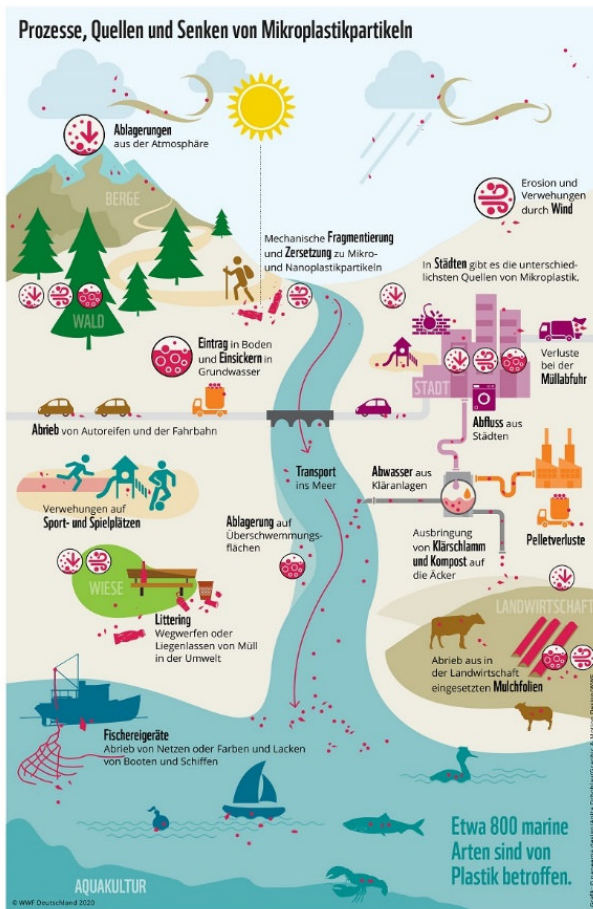 Prozesse, Quellen und Senken von Mikroplastikpartikeln
Ablagerungen
aus der Atmosphäre
BERGE
Erosion und
Verwehungen
durch Wind
Mechanische Fragmentierung
und Zersetzung zu Mikro-
und Nanoplastikpartikeln
In Städten gibt es die unterschied-
lichsten Quellen von Mikroplastik.
WALD
Eintrag in Boden
und Einsickern in
Grundwasser
Verluste
bei der
Müllabfuhr
STADT
Abfluss aus
Städten
Abrieb von Autoreifen und der Fahrbahn
Transport
ins Meer
Abwasser aus
Kläranlagen
Verwehungen auf
Sport- und Spielplätzen
Ablagerung auf
Überschwemmungs-
flächen
Ausbringung
von Klärschlamm
und Kompost auf
die Äcker
Pelletverluste
WIESE
LANDWIRTSCHAFT
Littering
Wegwerfen oder
Liegenlassen von Müll
in der Umwelt
Abrieb aus in
der Landwirtschaft
eingesetzten Mulchfolien
Fischereigeräte
Abrieb von Netzen oder Farben und Lacken
von Booten und Schiffen
Etwa 800 marine
Arten sind von
Plastik betroffen.
AQUAKULTUR
© WWF Deutschland 2020